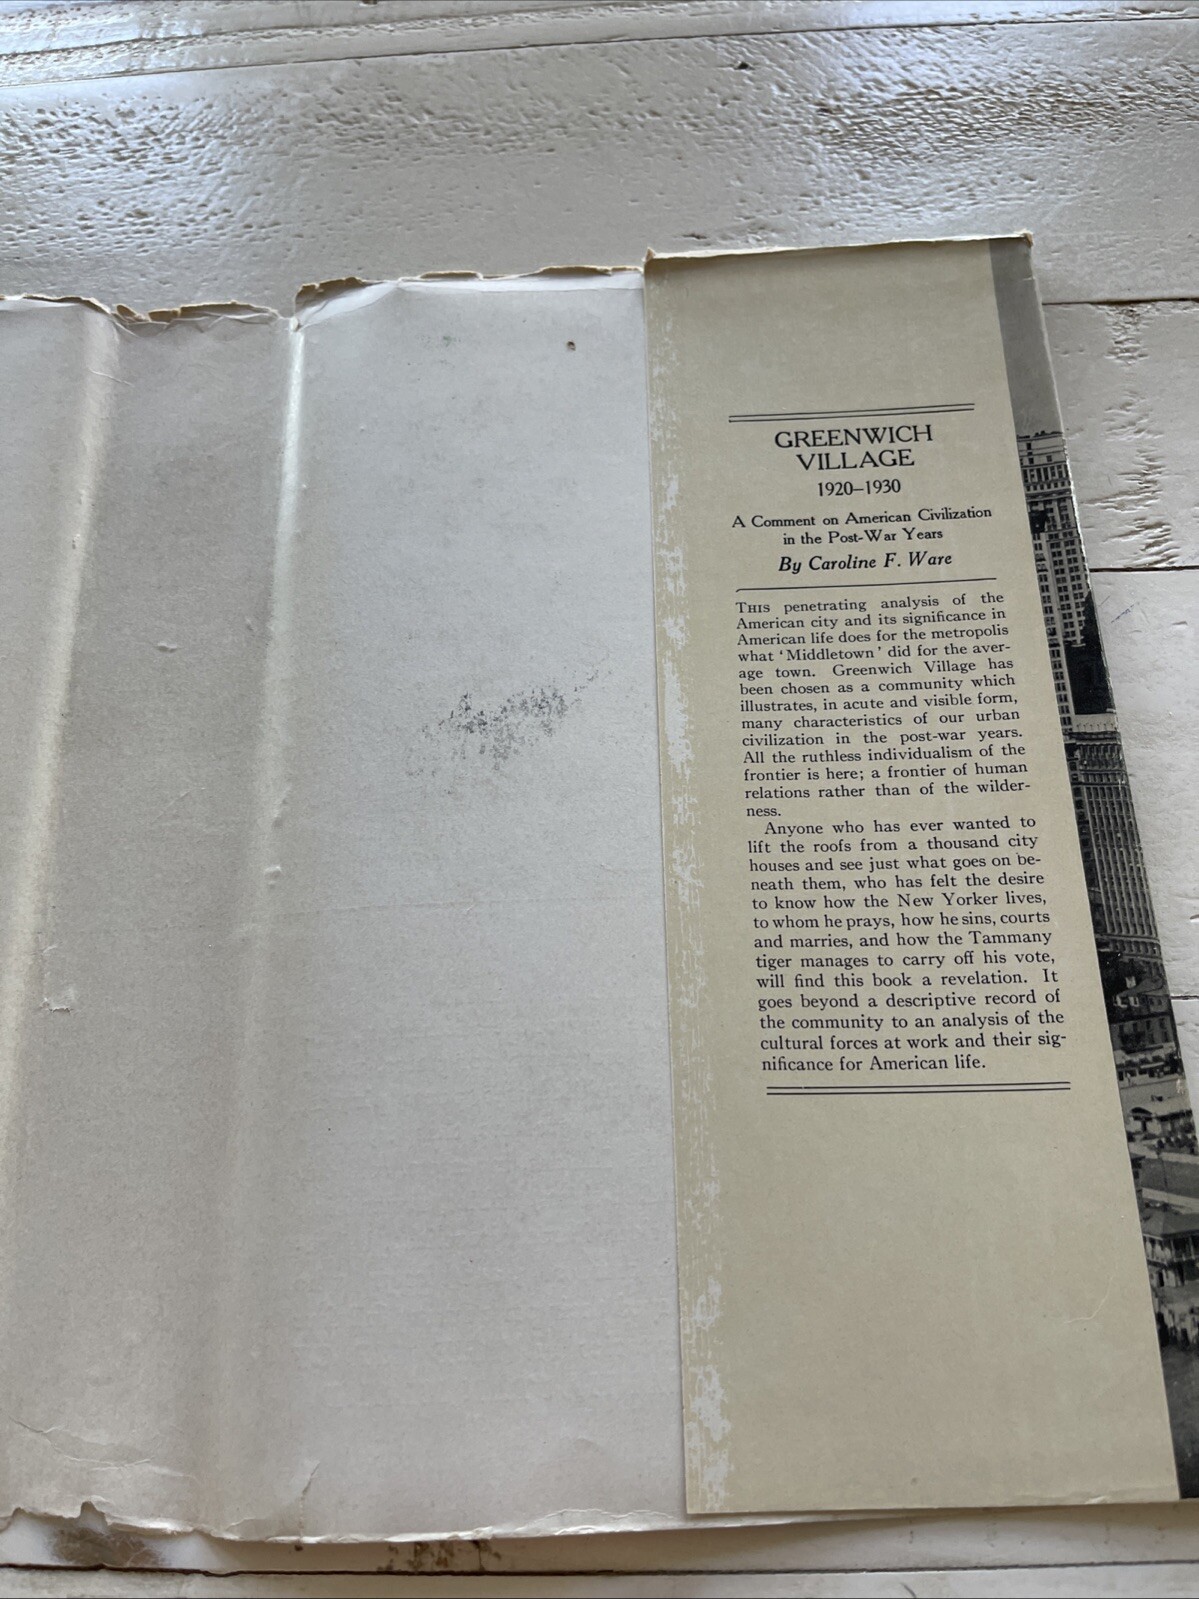 GREENWICH
VILLAGE
1920–1930
A Comment on American Civilization
in the Post-War Years
By Caroline F. Ware
THIS penetrating analysis of the
American city and its significance in
American life does for the metropolis
what ‘Middletown’ did for the aver-
age town. Greenwich Village has
been chosen as a community which
illustrates, in acute and visible form,
many characteristics of our urban
civilization in the post-war years.
All the ruthless individualism of the
frontier is here; a frontier of human
relations rather than of the wilder-
ness.
Anyone who has ever wanted to
lift the roofs from a thousand city
houses and see just what goes on be-
neath them, who has felt the desire
to know how the New Yorker lives,
to whom he prays, how he sins, courts
and marries, and how the Tammany
tiger manages to carry off his vote,
will find this book a revelation. It
goes beyond a descriptive record of
the community to an analysis of the
cultural forces at work and their sig-
nificance for American life.